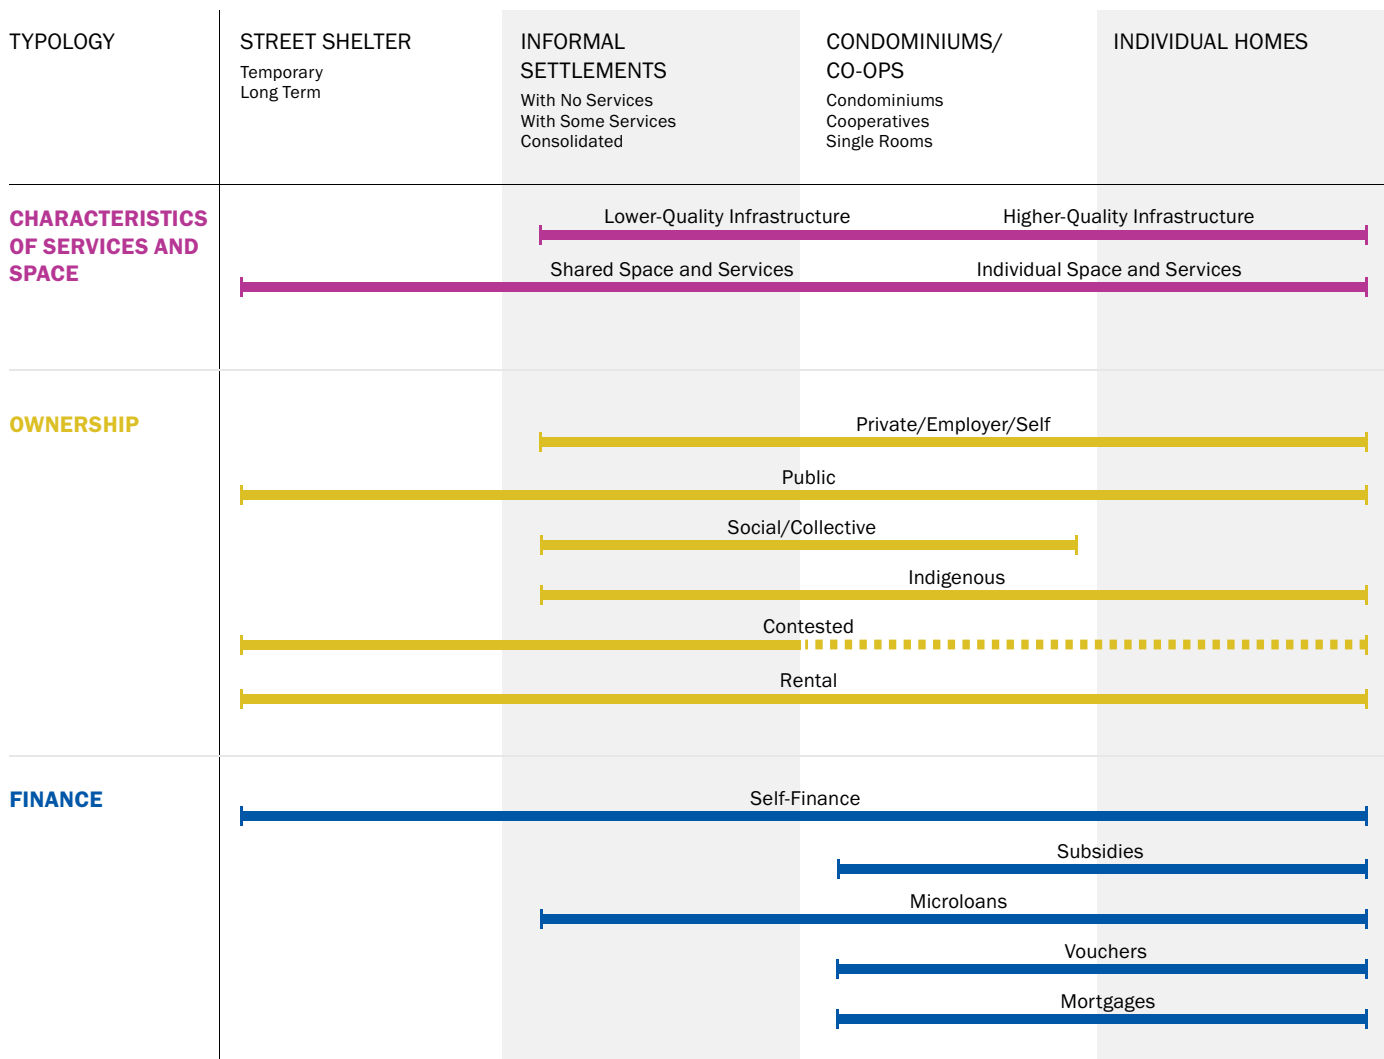 TYPOLOGY
STREET SHELTER
Temporary
Long Term
INFORMAL
SETTLEMENTS
With No Services
With Some Services
Consolidated
CONDOMINIUMS/
CO-OPS
Condominiums
Cooperatives
Single Rooms
INDIVIDUAL HOMES
CHARACTERISTICS
OF SERVICES AND
SPACE
Lower-Quality Infrastructure
Higher-Quality Infrastructure
Shared Space and Services
Individual Space and Services
OWNERSHIP
Private/Employer/Self
Public
Social/Collective
Indigenous
Contested
Rental
FINANCE
Self-Finance
Subsidies
Microloans
Vouchers
Mortgages